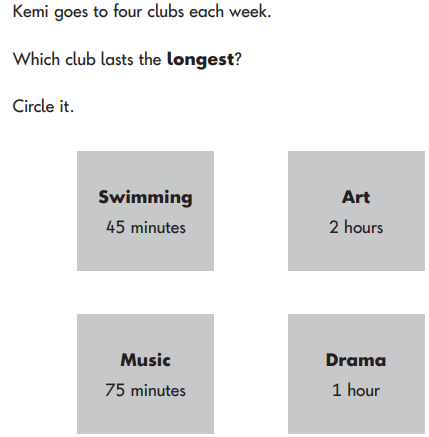 Kemi goes to four clubs each week.
Which club lasts the longest?
Circle it.
Swimming
45 minutes
Art
2 hours
Music
75 minutes
Drama
1 hour